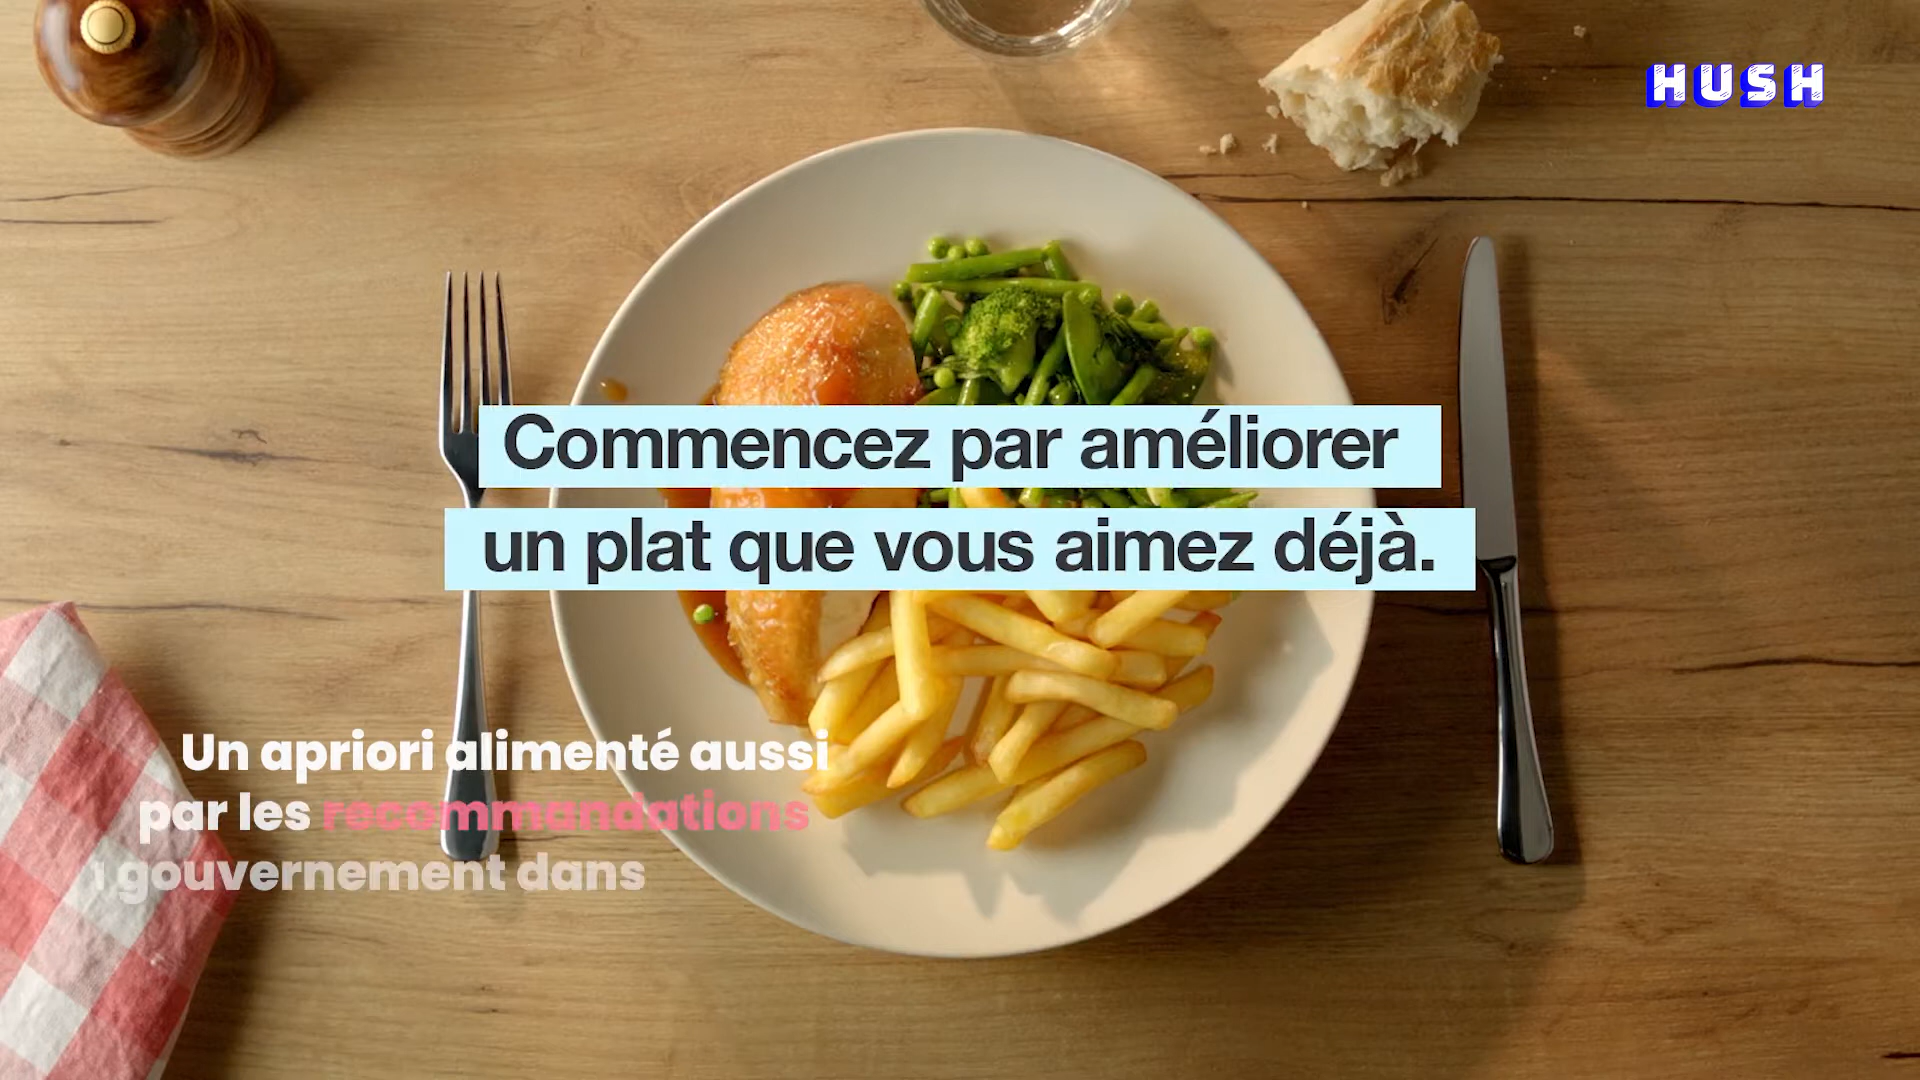 HUSH
Commencez par améliorer
un plat que vous aimez déjà.
Un apriori alimenté aussi
par les recommandations
gouvernement dans